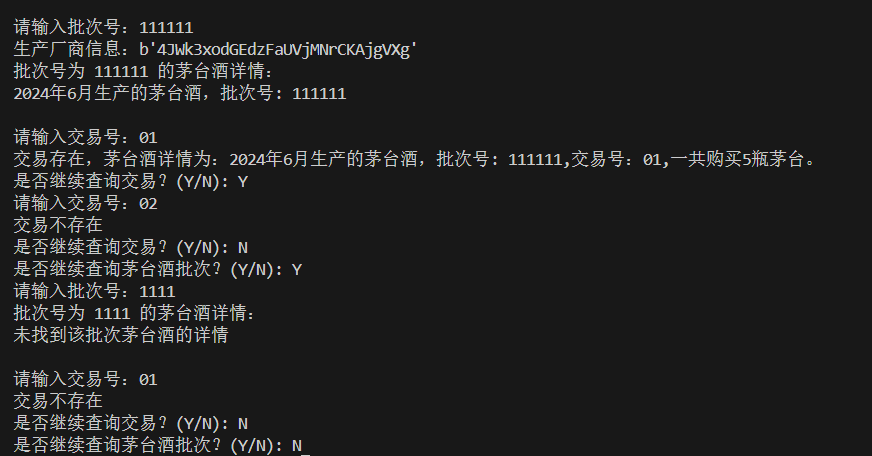 请输入批次号: 111111
生产厂商信息: b'4JWk3xodGEdzFaUVjMNrCKAjgVXg'
批次号为 111111 的茅台酒详情:
2024年6月生产的茅台酒, 批次号: 111111
请输入交易号: 01
交易存在, 茅台酒详情为: 2024年6月生产的茅台酒, 批次号: 111111,交易号: 01,一共购买5瓶茅台。
是否继续查询交易? (Y/N): Y
请输入交易号: 02
交易不存在
是否继续查询交易? (Y/N): N
是否继续查询茅台酒批次? (Y/N): Y
请输入批次号: 1111
批次号为 1111 的茅台酒详情:
未找到该批次茅台酒的详情
请输入交易号: 01
交易不存在
是否继续查询交易? (Y/N): N
是否继续查询茅台酒批次? (Y/N): N